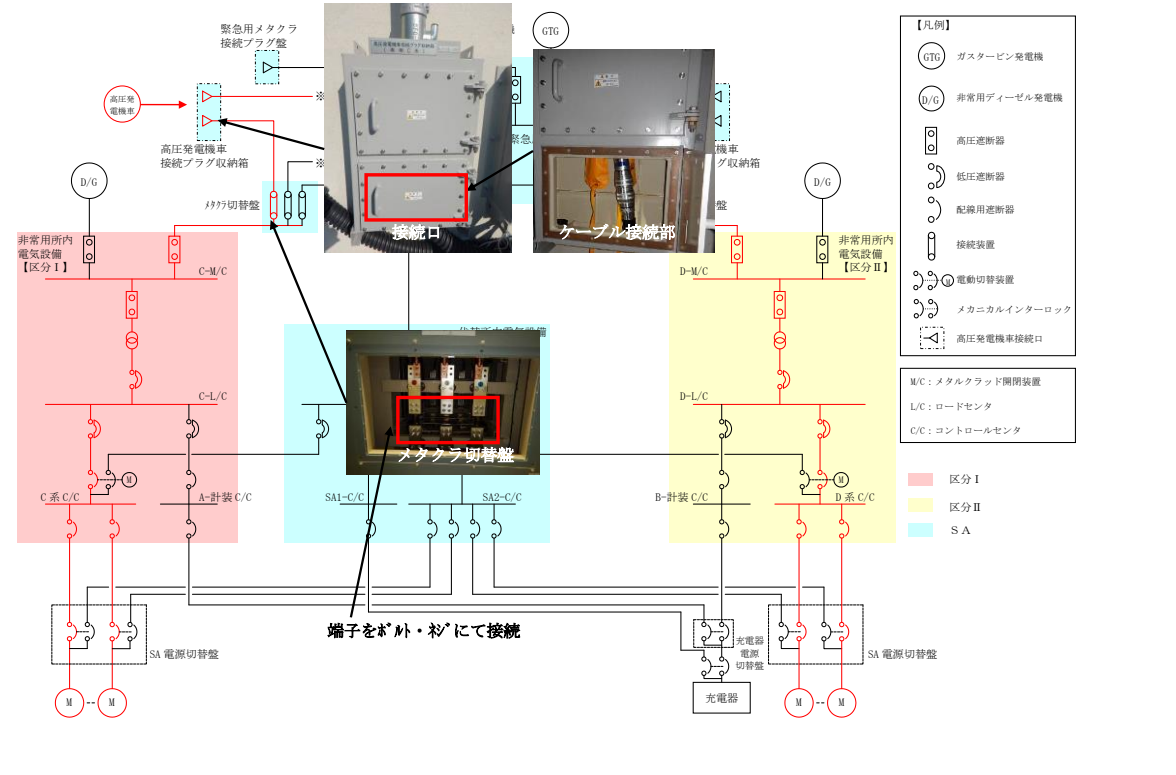 緊急用メタクラ
接続プラグ盤
GTG
高圧発
電機車
※
高圧発電機車
接続プラグ収納箱
※
D/G
ﾒﾀｸﾗ切替盤
接続口
ケーブル接続部
緊急
機車
グ収納箱
盤
D/G
非常用所内
電気設備
【区分Ⅰ】
C-M/C
D-M/C
非常用所内
電気設備
【区分Ⅱ】
C-L/C
D-L/C
メタクラ切替盤
M
M
C系C/C
A-計装C/C
SA1-C/C
SA2-C/C
B-計装C/C
D系C/C
端子をﾎﾞﾙﾄ・ﾈｼﾞにて接続
SA電源切替盤
充電器
電源
切替盤
SA電源切替盤
M
M
充電器
M
M
【凡例】
GTG
ガスタービン発電機
D/G
非常用ディーゼル発電機
高圧遮断器
低圧遮断器
配線用遮断器
接続装置
M
電動切替装置
メカニカルインターロック
高圧発電機車接続口
M/C：メタルクラッド開閉装置
L/C：ロードセンタ
C/C：コントロールセンタ
区分Ⅰ
区分Ⅱ
ＳＡ